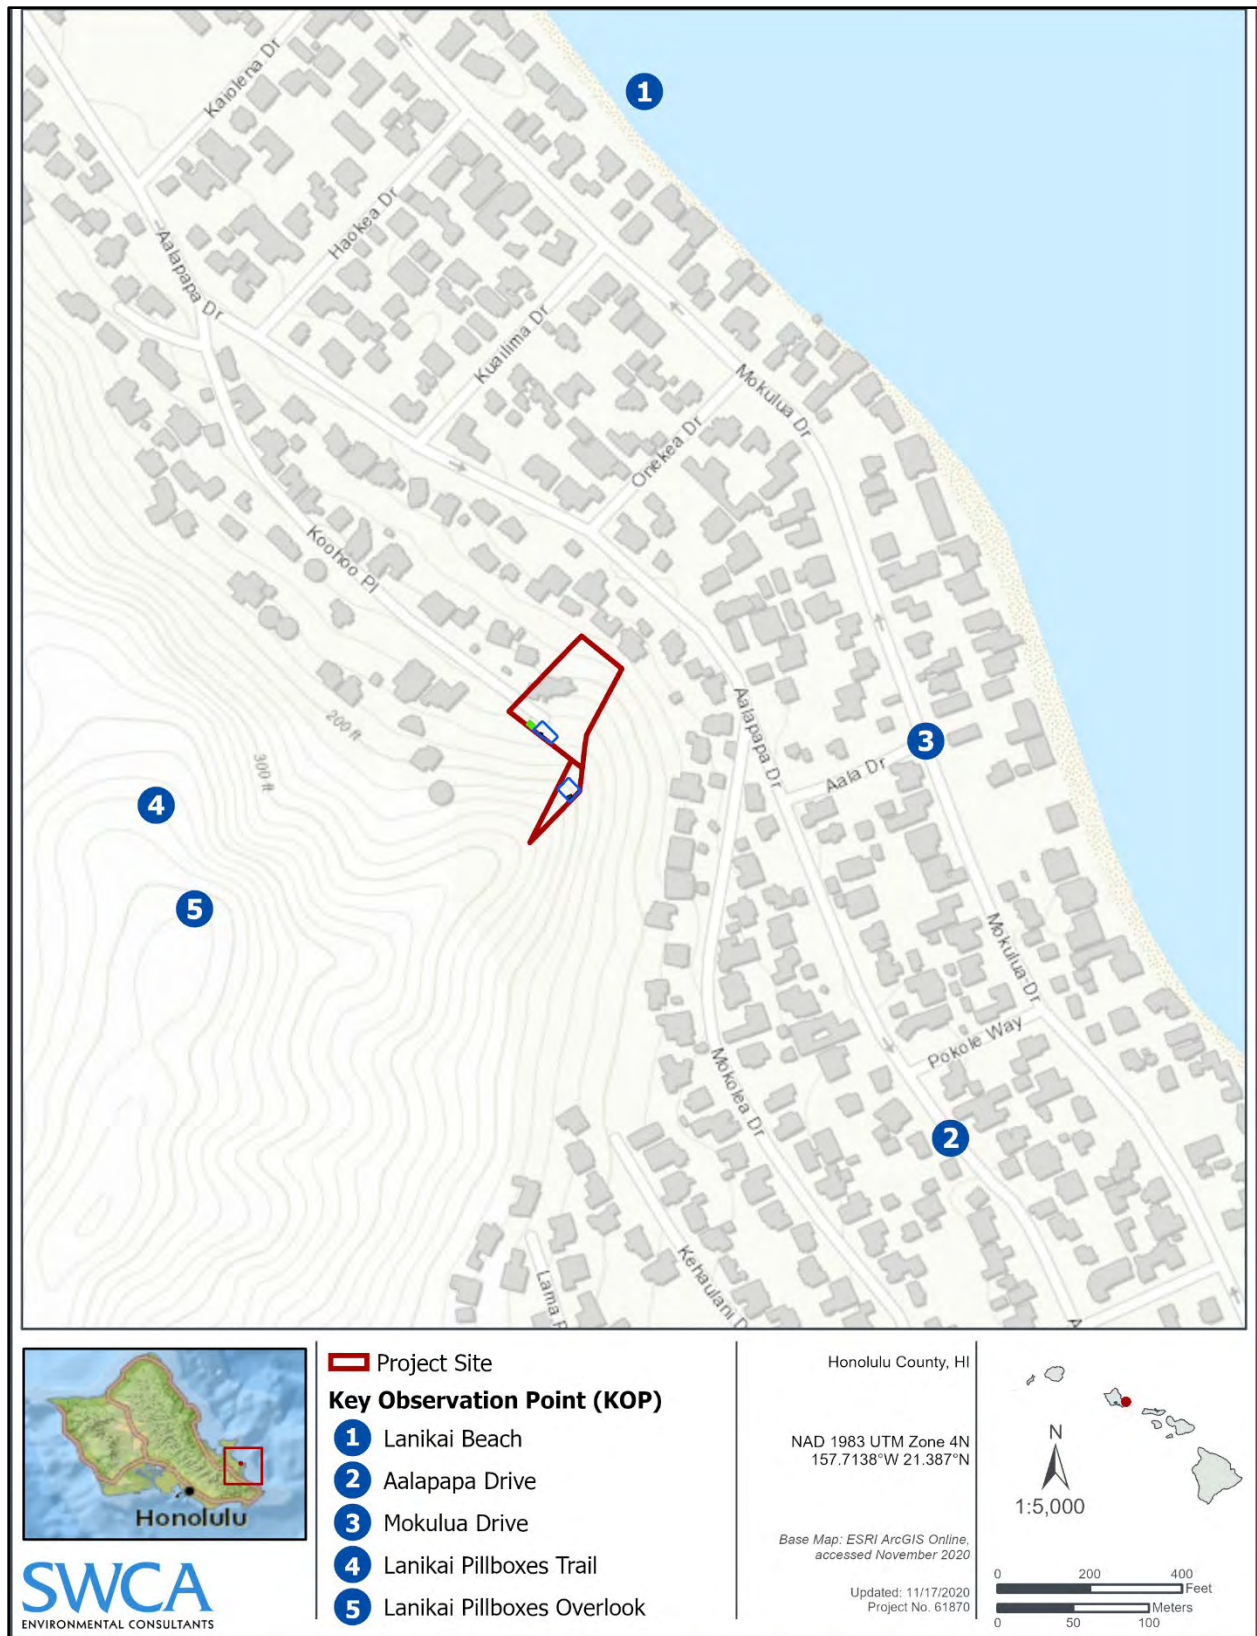 1
Kaiolena Dr
Haokea Dr
Aalapapa Dr
Kuailima Dr
Mokulua Dr
Onekea Dr
Koohoo Pl
200 ft
300 ft
Aalapapa Dr
3
Aala Dr
4
5
Mokulua Dr
Pokole Way
Mokolea Dr
2
Kehaulani D
Lama P
A
Project Site
Key Observation Point (KOP)
1 Lanikai Beach
2 Aalapapa Drive
3 Mokulua Drive
4 Lanikai Pillboxes Trail
5 Lanikai Pillboxes Overlook
Honolulu
SWCA
ENVIRONMENTAL CONSULTANTS
Honolulu County, HI
NAD 1983 UTM Zone 4N
157.7138°W 21.387°N
Base Map: ESRI ArcGIS Online,
accessed November 2020
Updated: 11/17/2020
Project No. 61870
N
1:5,000
0 200 400
Feet
Meters
0 50 100